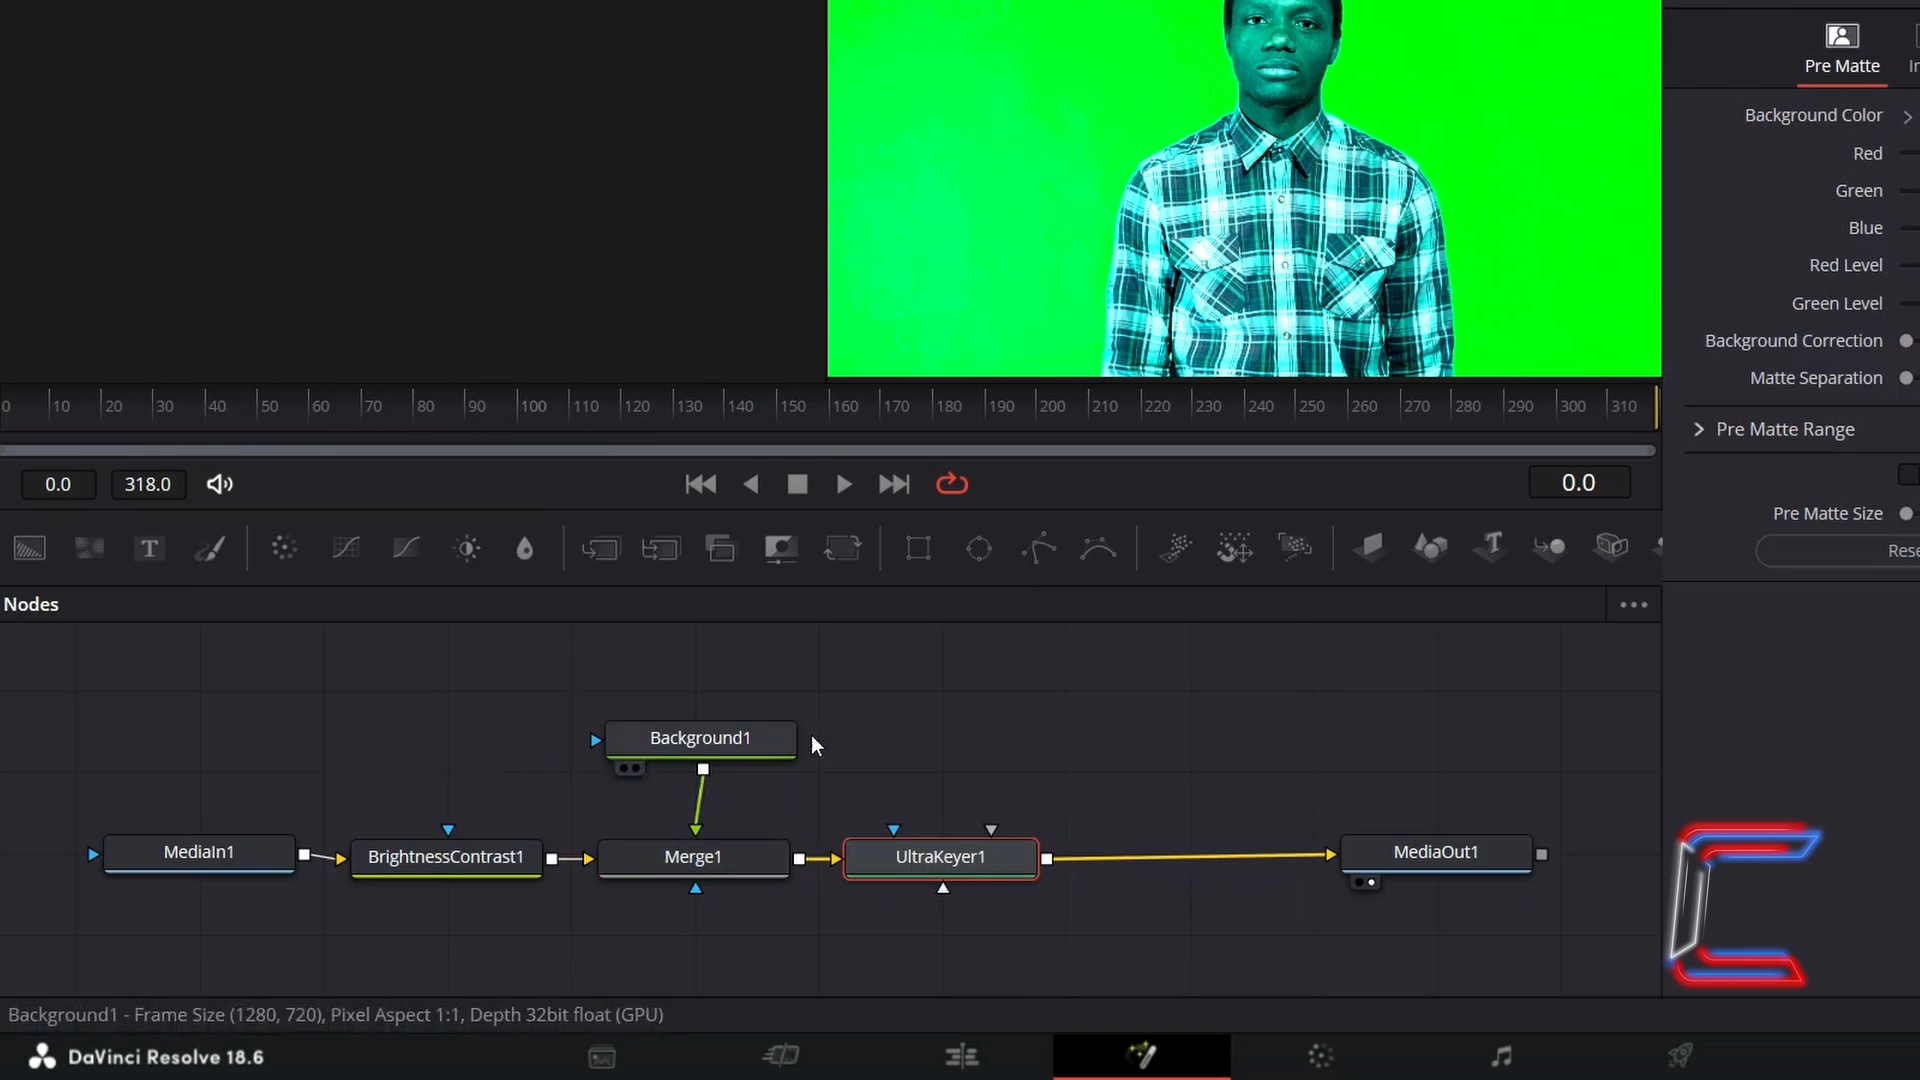 Pre Matte
Background Color
Red
Green
Blue
Red Level
Green Level
Background Correction
Matte Separation
0 10 20 30 40 50 60 70 80 90 100 110 120 130 140 150 160 170 180 190 200 210 220 230 240 250 260 270 280 290 300 310
Pre Matte Range
0.0 318.0 0.0
Pre Matte Size
T
Nodes
Background1
MediaIn1 BrightnessContrast1 Merge1 UltraKeyer1 MediaOut1
Background1 - Frame Size (1280, 720), Pixel Aspect 1:1, Depth 32bit float (GPU)
DaVinci Resolve 18.6